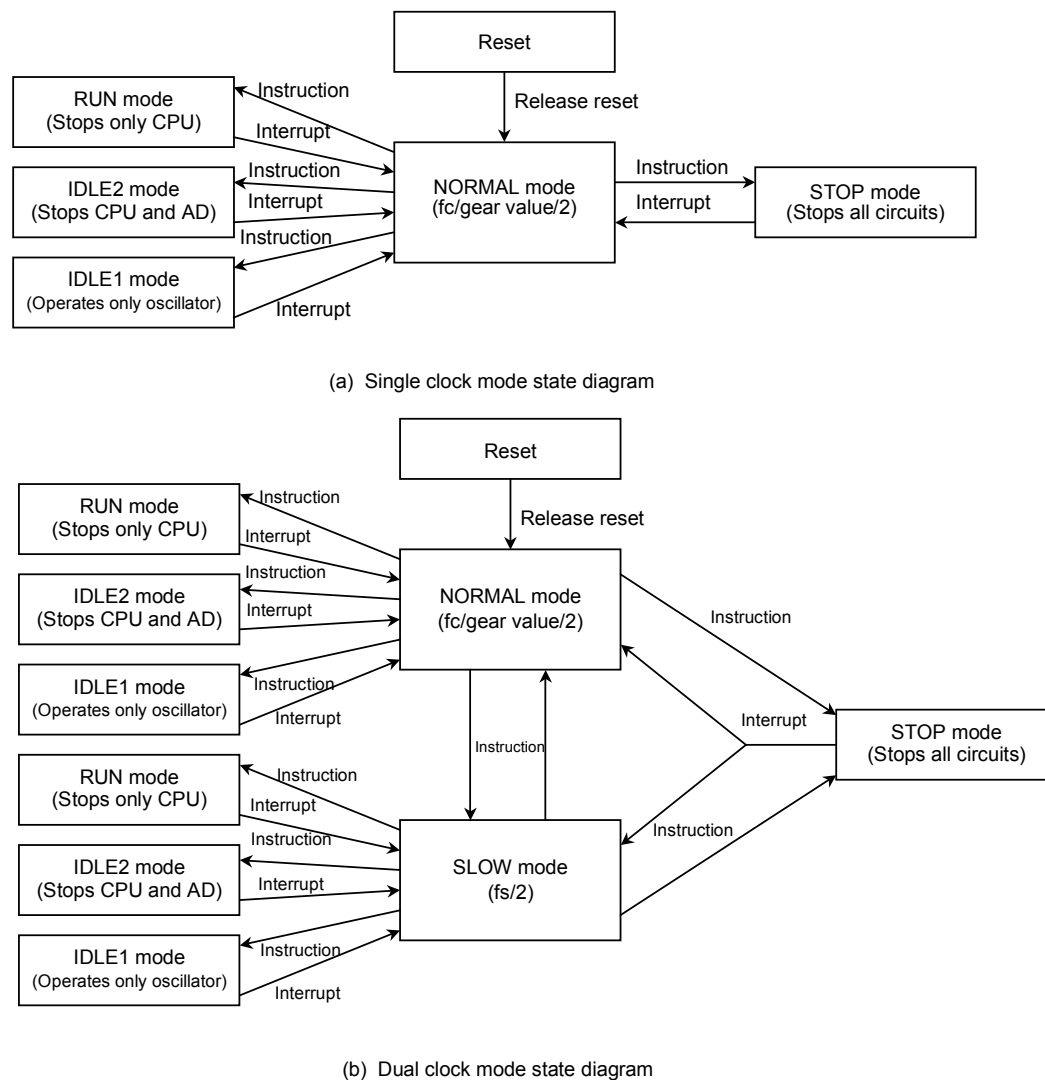 Reset
Release reset
RUN mode
(Stops only CPU)
Instruction
Interrupt
IDLE2 mode
(Stops CPU and AD)
Instruction
Interrupt
IDLE1 mode
(Operates only oscillator)
Instruction
Interrupt
NORMAL mode
(fc/gear value/2)
Instruction
Interrupt
STOP mode
(Stops all circuits)
(a) Single clock mode state diagram
Reset
Release reset
RUN mode
(Stops only CPU)
Instruction
Interrupt
IDLE2 mode
(Stops CPU and AD)
Instruction
Interrupt
IDLE1 mode
(Operates only oscillator)
Instruction
Interrupt
NORMAL mode
(fc/gear value/2)
Instruction
Interrupt
STOP mode
(Stops all circuits)
Instruction
RUN mode
(Stops only CPU)
Instruction
Interrupt
IDLE2 mode
(Stops CPU and AD)
Instruction
Interrupt
IDLE1 mode
(Operates only oscillator)
Instruction
Interrupt
SLOW mode
(fs/2)
Instruction
(b) Dual clock mode state diagram